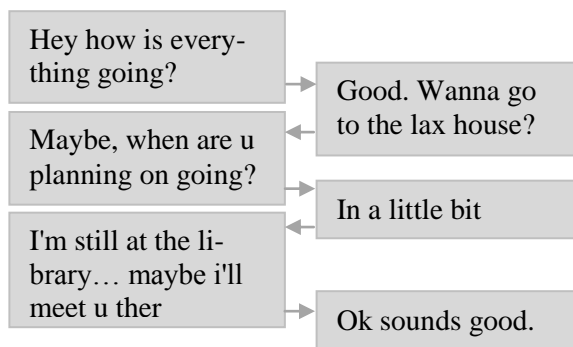 Hey how is every-
thing going?
Good. Wanna go
to the lax house?
Maybe, when are u
planning on going?
In a little bit
I'm still at the li-
brary… maybe i'll
meet u ther
Ok sounds good.